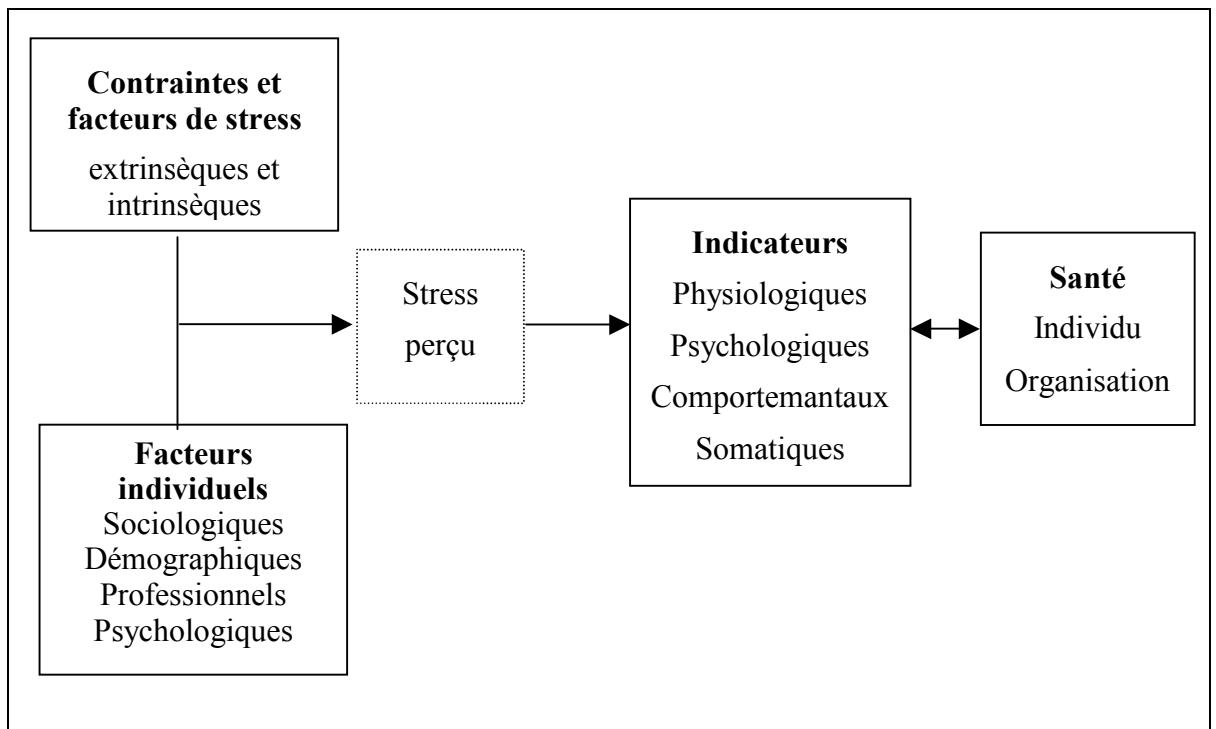 Contraintes et
facteurs de stress
extrinsèques et
intrinsèques
Stress
perçu
Facteurs
individuels
Sociologiques
Démographiques
Professionnels
Psychologiques
Indicateurs
Physiologiques
Psychologiques
Comportemantaux
Somatiques
Santé
Individu
Organisation